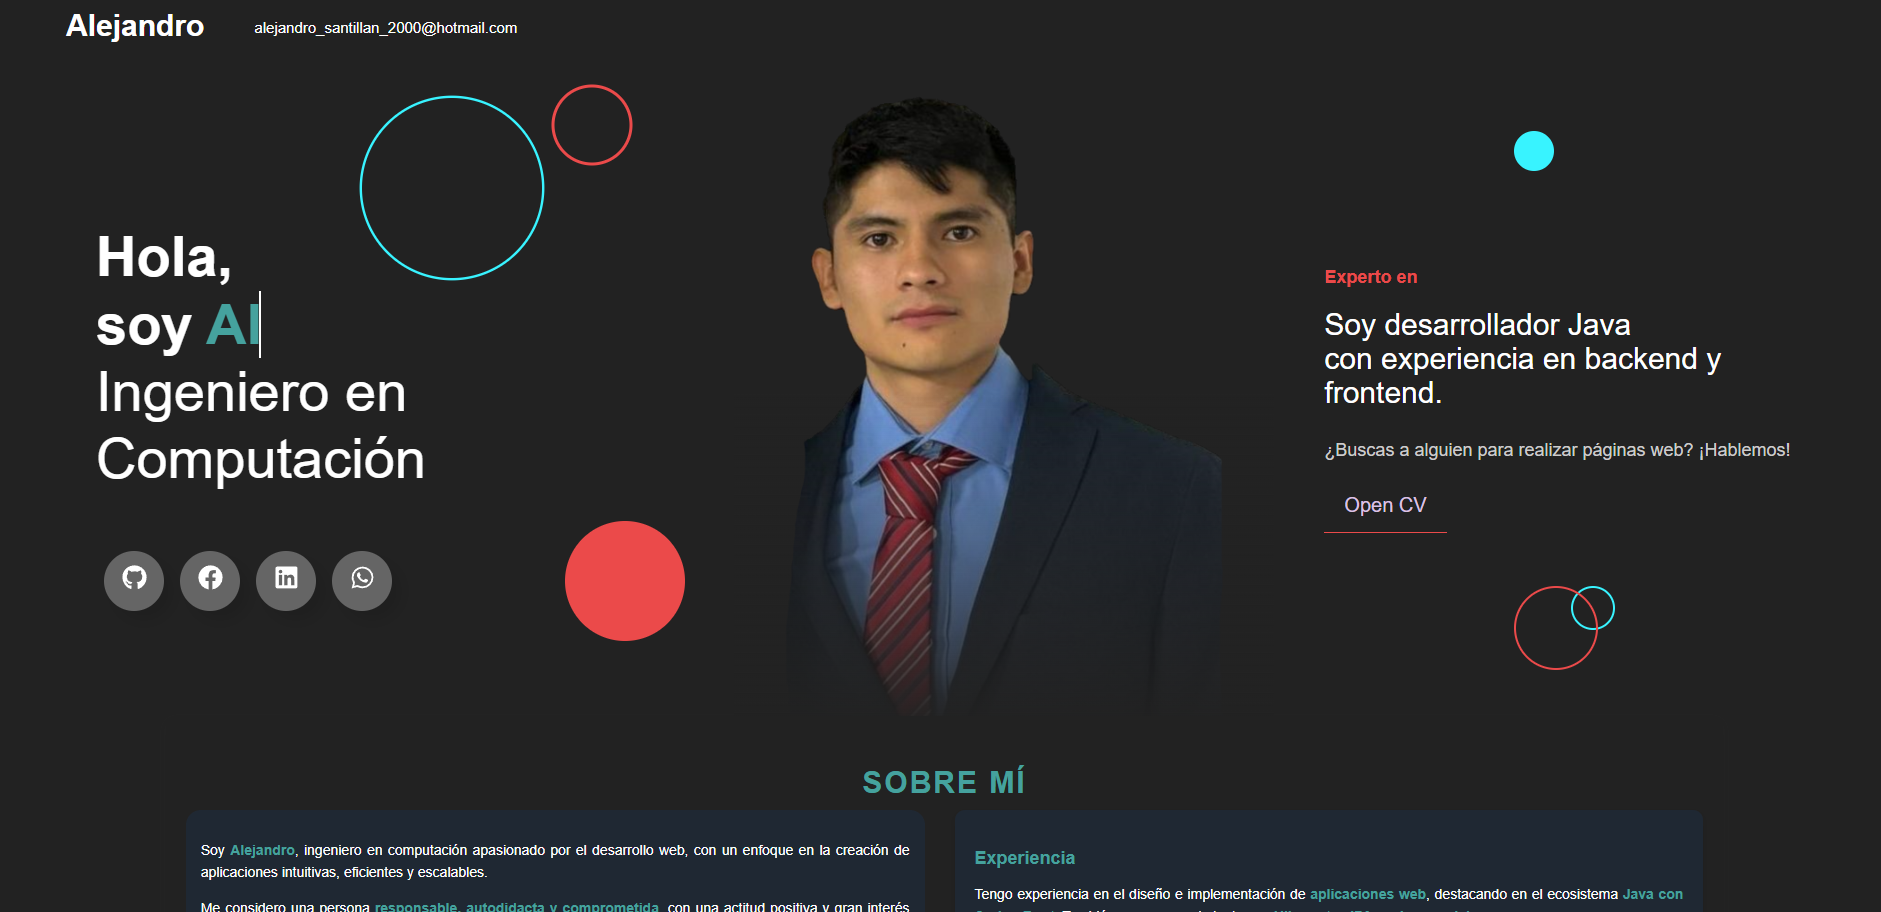 Alejandro
alejandro_santillan_2000@hotmail.com
Hola,
soy Al
Ingeniero en
Computación
Experto en
Soy desarrollador Java
con experiencia en backend y
frontend.
¿Buscas a alguien para realizar páginas web? ¡Hablemos!
Open CV
SOBRE MÍ
Soy Alejandro, ingeniero en computación apasionado por el desarrollo web, con un enfoque en la creación de
aplicaciones intuitivas, eficientes y escalables.
Me considero una persona responsable, autodidacta y comprometida, con una actitud positiva y gran interés
Experiencia
Tengo experiencia en el diseño e implementación de aplicaciones web, destacando en el ecosistema Java con